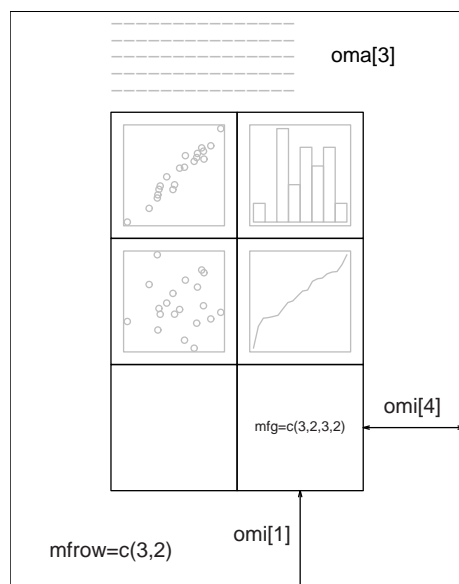 oma[3]
mfg=c(3,2,3,2)
omi[4]
omi[1]
mfrow=c(3,2)